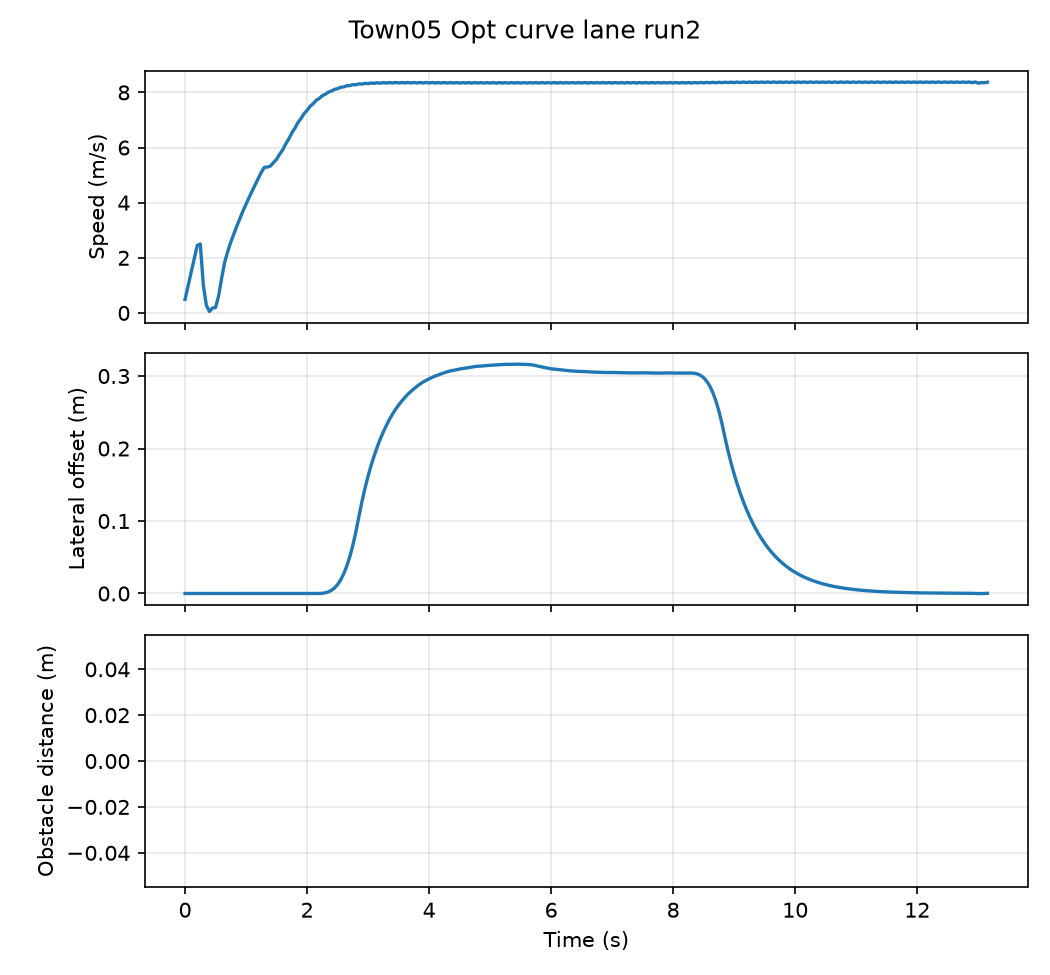 Town05 Opt curve lane run2
Speed (m/s)
8
6
4
2
0
Lateral offset (m)
0.3
0.2
0.1
0.0
Obstacle distance (m)
0.04
0.02
0.00
−0.02
−0.04
0 2 4 6 8 10 12
Time (s)